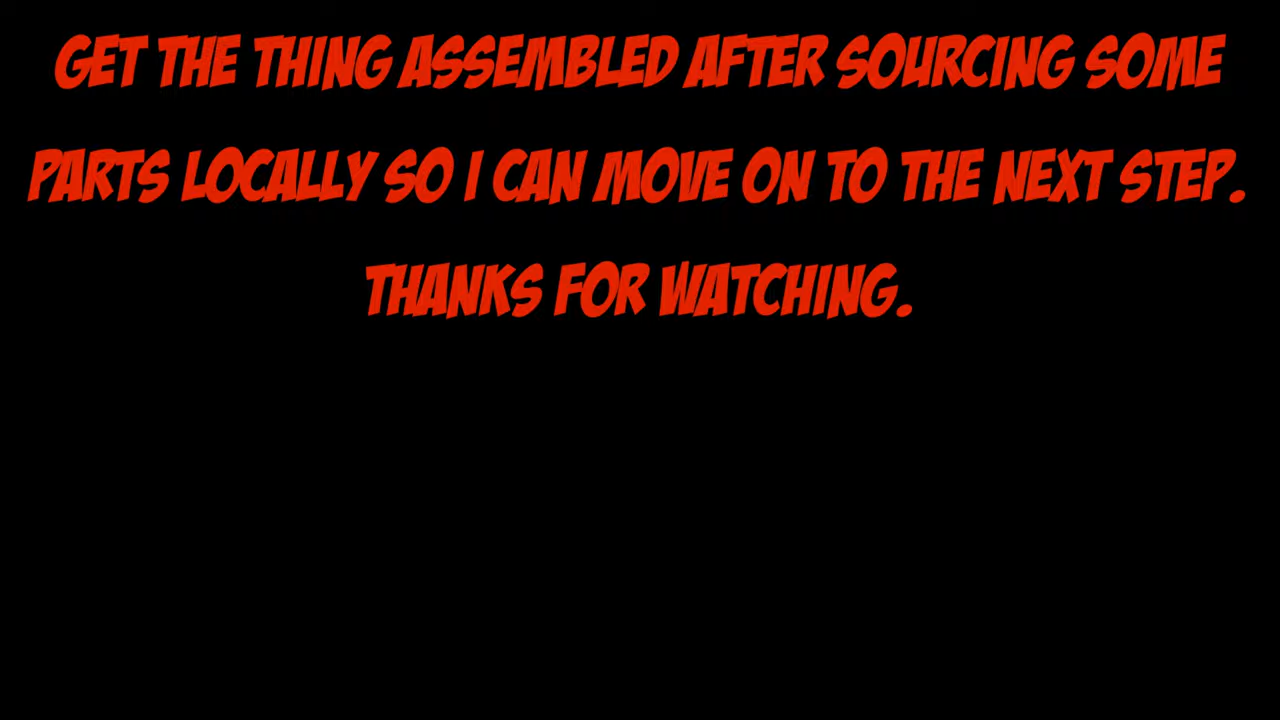 GET THE THING ASSEMBLED AFTER SOURCING SOME
PARTS LOCALLY SO I CAN MOVE ON TO THE NEXT STEP.
THANKS FOR WATCHING.